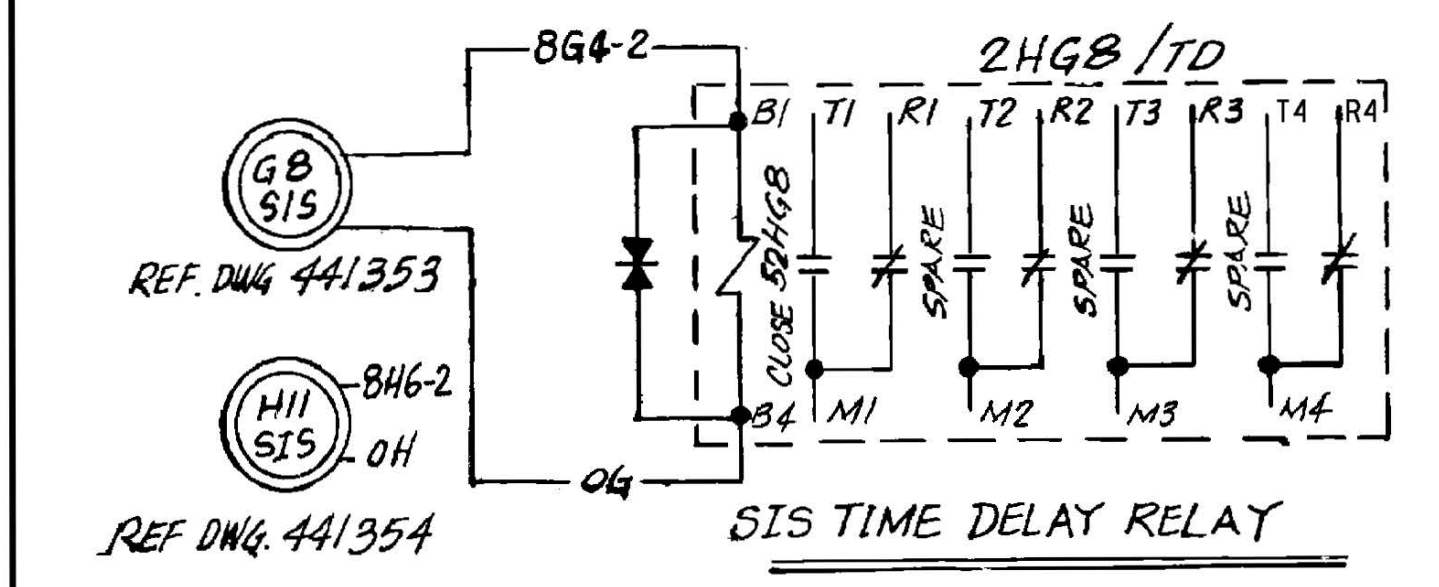 8G4-2
2HG8/TD
B1 T1 R1 T2 R2 T3 R3 T4 R4
G8
SIS
REF. DWG 441353
CLOSE 52HG8
SPARE
SPARE
SPARE
H11
SIS
8H6-2
OH
B4 M1 M2 M3 M4
OG
REF DWG. 441354
SIS TIME DELAY RELAY